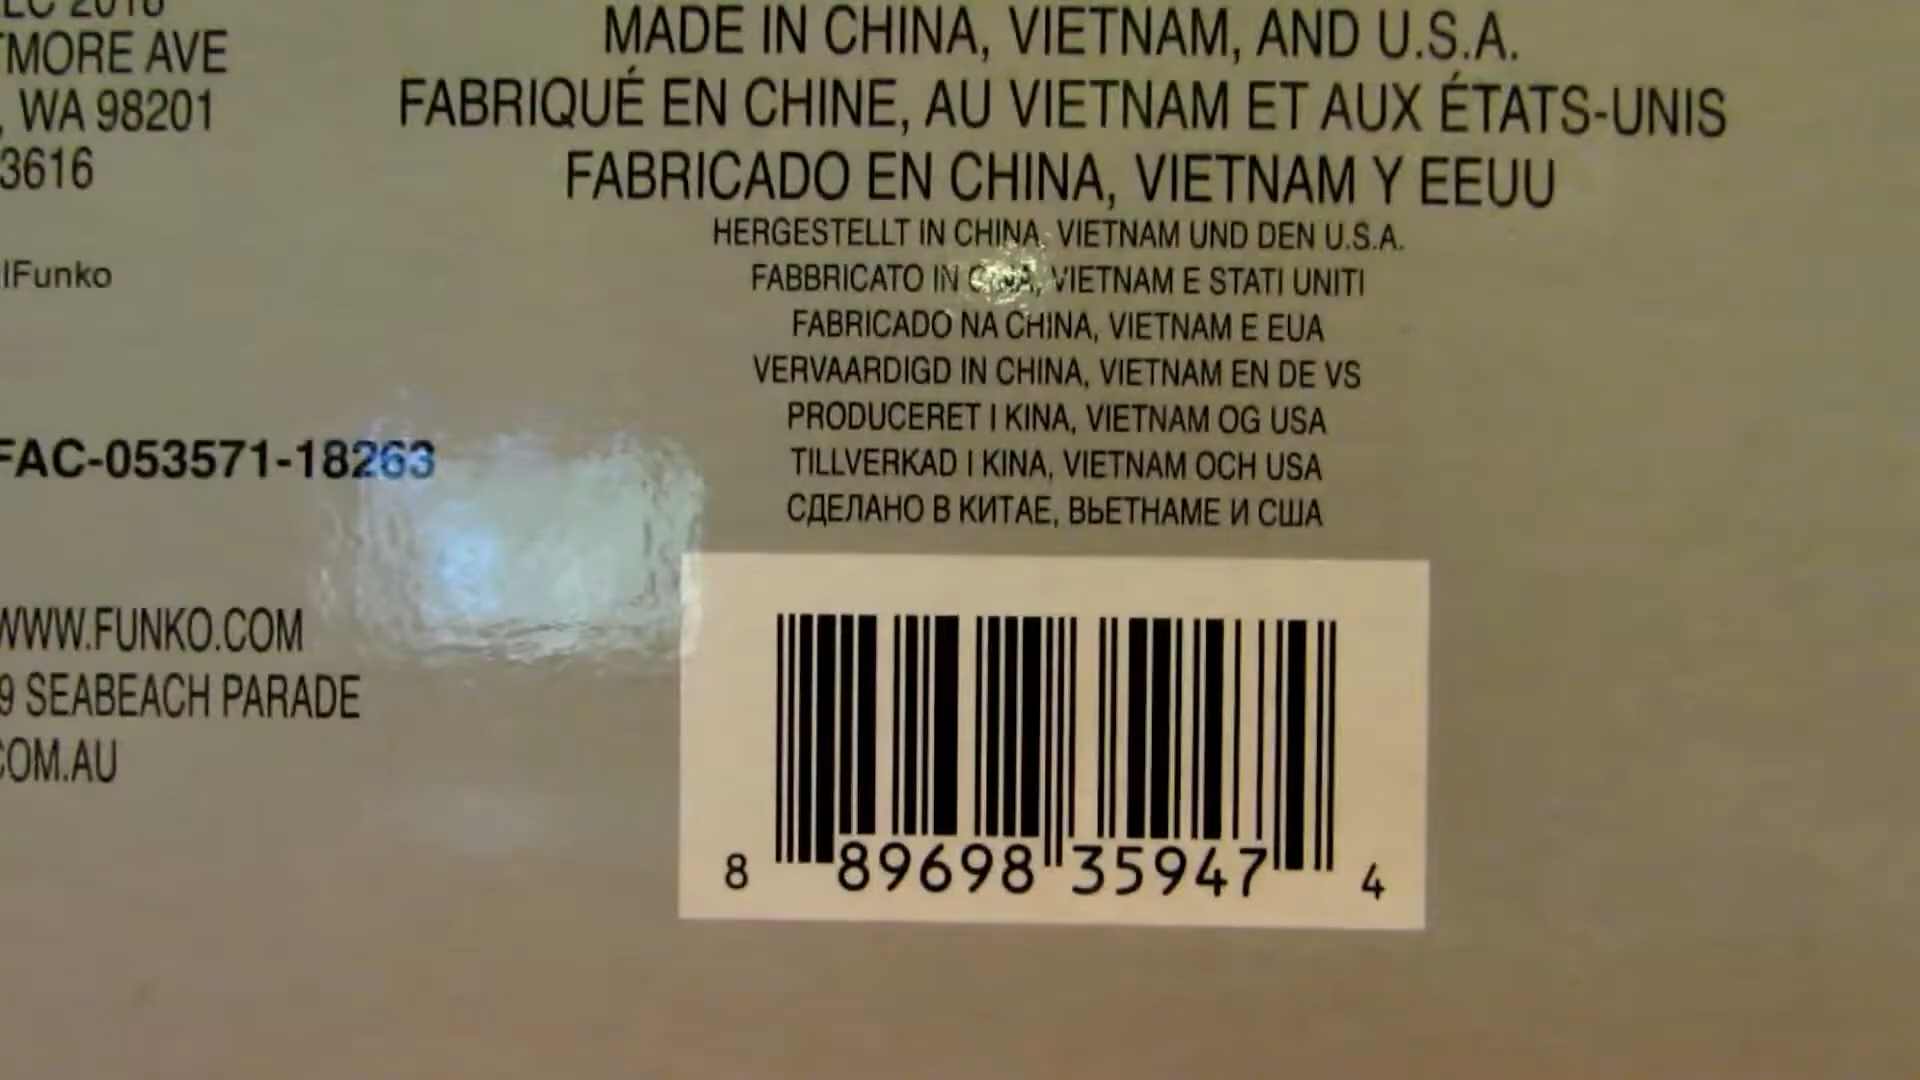 LLC 2018
TMORE AVE
, WA 98201
3616
lFunko
FAC-053571-18263
WWW.FUNKO.COM
9 SEABEACH PARADE
COM.AU
MADE IN CHINA, VIETNAM, AND U.S.A.
FABRIQUÉ EN CHINE, AU VIETNAM ET AUX ÉTATS-UNIS
FABRICADO EN CHINA, VIETNAM Y EEUU
HERGESTELLT IN CHINA, VIETNAM UND DEN U.S.A.
FABBRICATO IN CINA, VIETNAM E STATI UNITI
FABRICADO NA CHINA, VIETNAM E EUA
VERVAARDIGD IN CHINA, VIETNAM EN DE VS
PRODUCERET I KINA, VIETNAM OG USA
TILLVERKAD I KINA, VIETNAM OCH USA
СДЕЛАНО В КИТАЕ, ВЬЕТНАМЕ И США
8 89698 35947 4